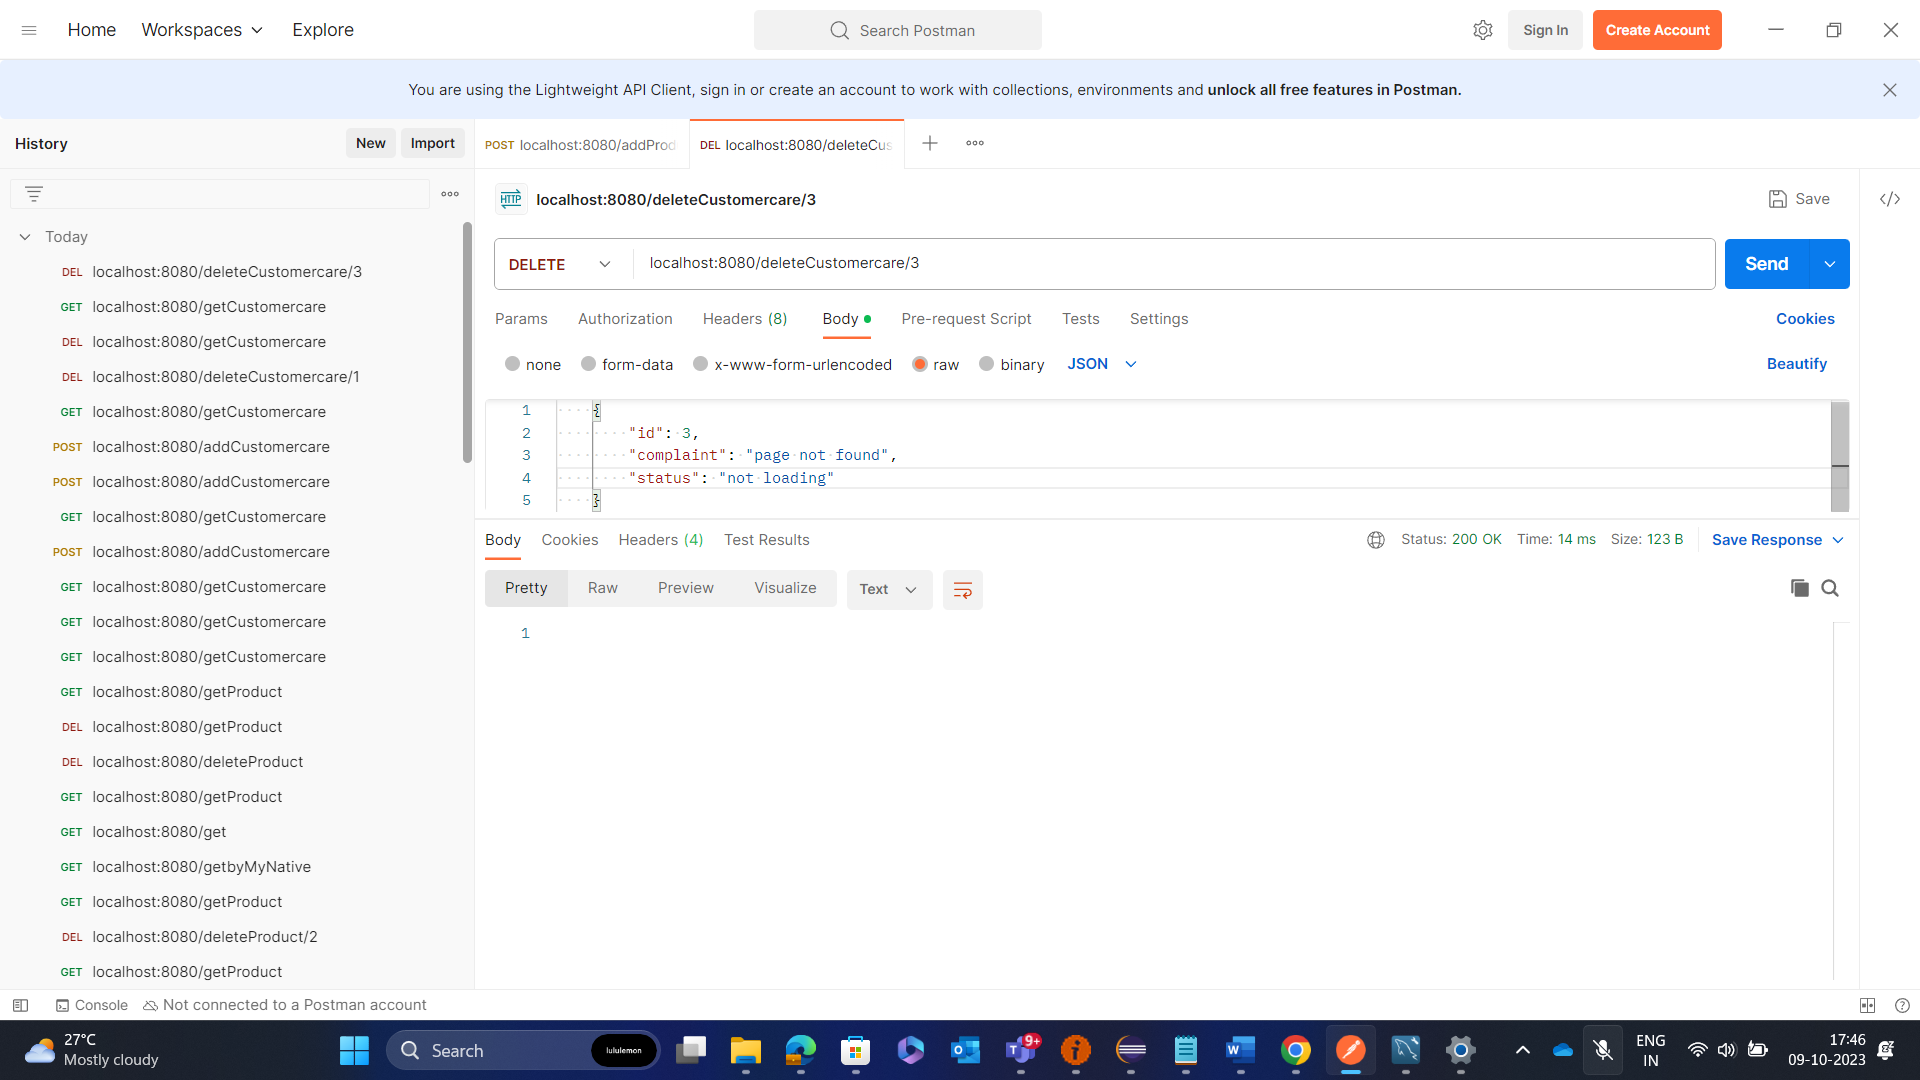 Home
Workspaces
Explore
Search Postman
Sign In
Create Account
You are using the Lightweight API Client, sign in or create an account to work with collections, environments and unlock all free features in Postman.
History
New
Import
POST localhost:8080/addProd
DEL localhost:8080/deleteCus
HTTP localhost:8080/deleteCustomercare/3
Save
Today
DEL localhost:8080/deleteCustomercare/3
GET localhost:8080/getCustomercare
DEL localhost:8080/getCustomercare
DEL localhost:8080/deleteCustomercare/1
GET localhost:8080/getCustomercare
POST localhost:8080/addCustomercare
POST localhost:8080/addCustomercare
GET localhost:8080/getCustomercare
POST localhost:8080/addCustomercare
GET localhost:8080/getCustomercare
GET localhost:8080/getCustomercare
GET localhost:8080/getCustomercare
GET localhost:8080/getProduct
DEL localhost:8080/getProduct
DEL localhost:8080/deleteProduct
GET localhost:8080/getProduct
GET localhost:8080/get
GET localhost:8080/getbyMyNative
GET localhost:8080/getProduct
DEL localhost:8080/deleteProduct/2
GET localhost:8080/getProduct
DELETE
localhost:8080/deleteCustomercare/3
Send
Params
Authorization
Headers (8)
Body
Pre-request Script
Tests
Settings
Cookies
none
form-data
x-www-form-urlencoded
raw
binary
JSON
Beautify
1 {
2 "id": 3,
3 "complaint": "page not found",
4 "status": "not loading"
5 }
Body
Cookies
Headers (4)
Test Results
Status: 200 OK
Time: 14 ms
Size: 123 B
Save Response
Pretty
Raw
Preview
Visualize
Text
1
Console
Not connected to a Postman account
27°C
Mostly cloudy
Search
lululemon
9+
ENG
IN
17:46
09-10-2023